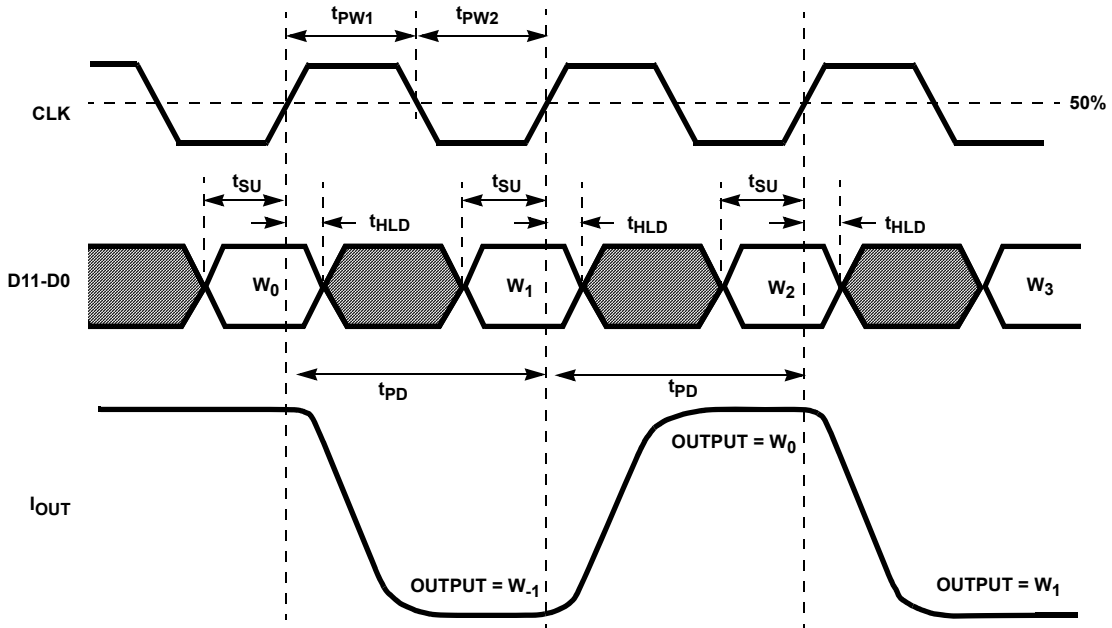 tPW1 tPW2
CLK 50%
tSU tSU tSU
tHLD tHLD tHLD
D11-D0 W0 W1 W2 W3
tPD tPD
OUTPUT = W0
IOUT
OUTPUT = W-1 OUTPUT = W1